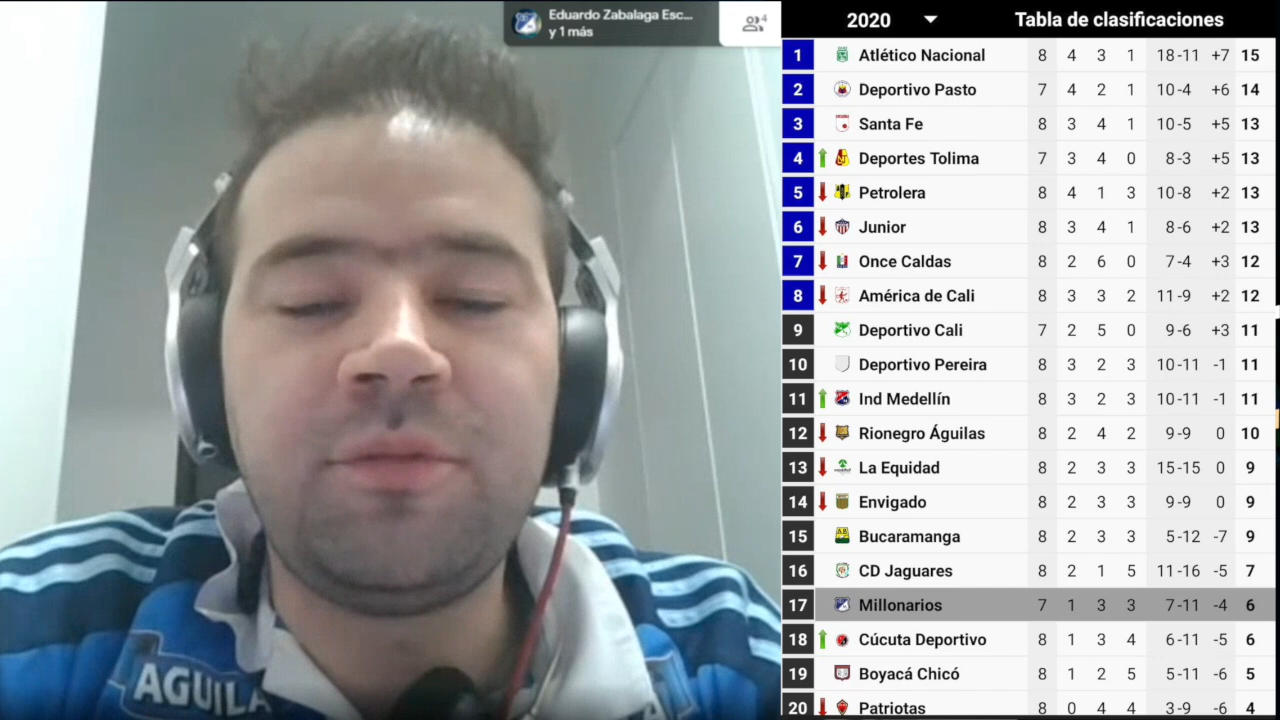 Eduardo Zabalaga Esc...
y 1 más
4
2020
Tabla de clasificaciones
1 Atlético Nacional 8 4 3 1 18-11 +7 15
2 Deportivo Pasto 7 4 2 1 10-4 +6 14
3 Santa Fe 8 3 4 1 10-5 +5 13
4 Deportes Tolima 7 3 4 0 8-3 +5 13
5 Petrolera 8 4 1 3 10-8 +2 13
6 Junior 8 3 4 1 8-6 +2 13
7 Once Caldas 8 2 6 0 7-4 +3 12
8 América de Cali 8 3 3 2 11-9 +2 12
9 Deportivo Cali 7 2 5 0 9-6 +3 11
10 Deportivo Pereira 8 3 2 3 10-11 -1 11
11 Ind Medellín 8 3 2 3 10-11 -1 11
12 Rionegro Águilas 8 2 4 2 9-9 0 10
13 La Equidad 8 2 3 3 15-15 0 9
14 Envigado 8 2 3 3 9-9 0 9
15 Bucaramanga 8 2 3 3 5-12 -7 9
16 CD Jaguares 8 2 1 5 11-16 -5 7
17 Millonarios 7 1 3 3 7-11 -4 6
18 Cúcuta Deportivo 8 1 3 4 6-11 -5 6
19 Boyacá Chicó 8 1 2 5 5-11 -6 5
20 Patriotas 8 0 4 4 3-9 -6 4
AGUILA